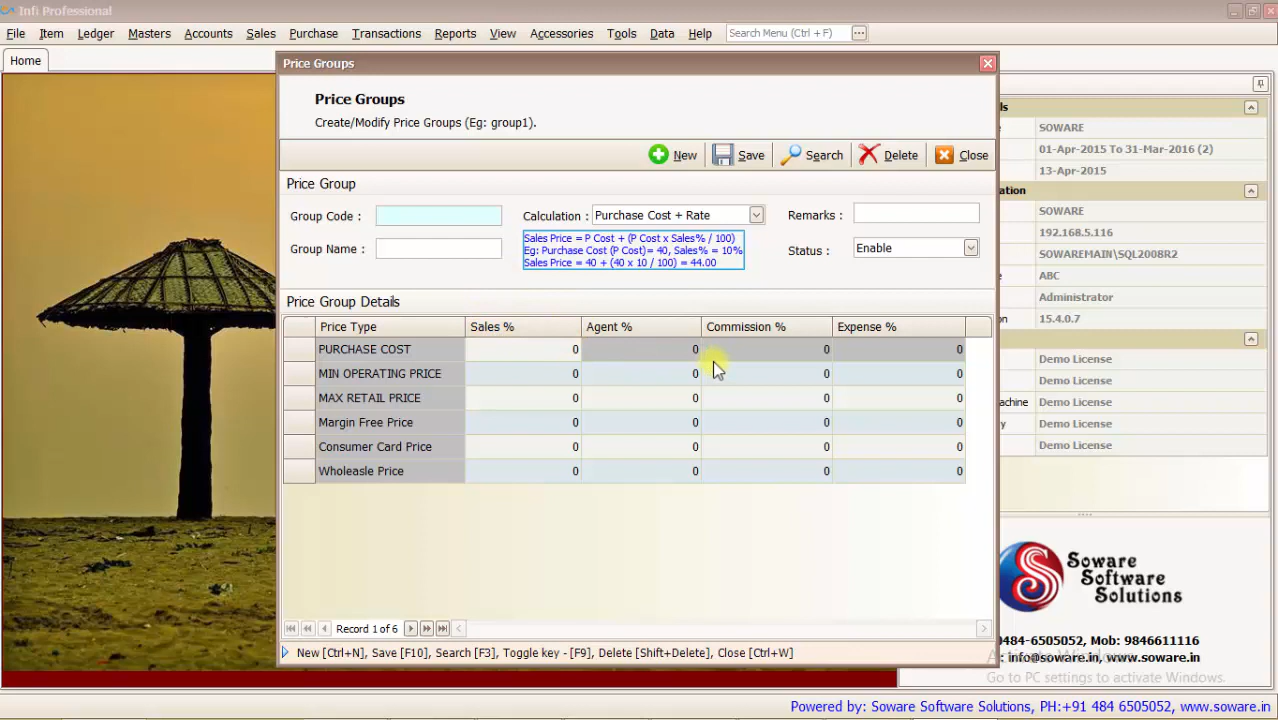 Infi Professional
File Item Ledger Masters Accounts Sales Purchase Transactions Reports View Accessories Tools Data Help Search Menu (Ctrl + F)
Home
Price Groups
Price Groups
Create/Modify Price Groups (Eg: group1).
New Save Search Delete Close
Price Group
Group Code : Calculation : Purchase Cost + Rate Remarks :
Group Name : Status : Enable
Sales Price = P Cost + (P Cost x Sales% / 100)
Eg: Purchase Cost (P Cost)= 40, Sales% = 10%
Sales Price = 40 + (40 x 10 / 100) = 44.00
Price Group Details
Price Type Sales % Agent % Commission % Expense %
PURCHASE COST 0 0 0 0
MIN OPERATING PRICE 0 0 0 0
MAX RETAIL PRICE 0 0 0 0
Margin Free Price 0 0 0 0
Consumer Card Price 0 0 0 0
Wholeasle Price 0 0 0 0
Record 1 of 6
New [Ctrl+N], Save [F10], Search [F3], Toggle key - [F9], Delete [Shift+Delete], Close [Ctrl+W]
SOWARE
01-Apr-2015 To 31-Mar-2016 (2)
13-Apr-2015
SOWARE
192.168.5.116
SOWAREMAIN\SQL2008R2
ABC
Administrator
15.4.0.7
Demo License
Demo License
Demo License
Demo License
Demo License
Soware
Software
Solutions
484-6505052, Mob: 9846611116
info@soware.in, www.soware.in
Activate Windows
Go to PC settings to activate Windows.
Powered by: Soware Software Solutions, PH:+91 484 6505052, www.soware.in